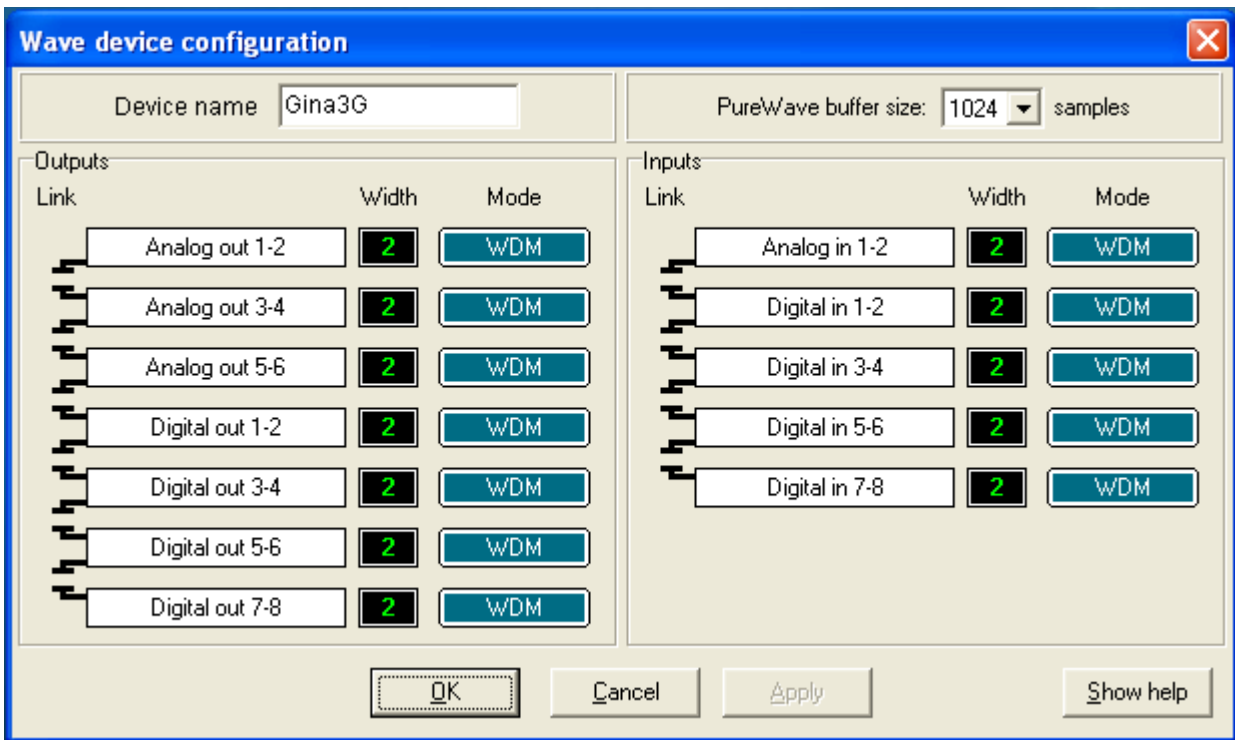 Wave device configuration
Device name Gina3G
PureWave buffer size: 1024 samples
Outputs
Link Width Mode
Analog out 1-2 2 WDM
Analog out 3-4 2 WDM
Analog out 5-6 2 WDM
Digital out 1-2 2 WDM
Digital out 3-4 2 WDM
Digital out 5-6 2 WDM
Digital out 7-8 2 WDM
Inputs
Link Width Mode
Analog in 1-2 2 WDM
Digital in 1-2 2 WDM
Digital in 3-4 2 WDM
Digital in 5-6 2 WDM
Digital in 7-8 2 WDM
OK Cancel Apply Show help